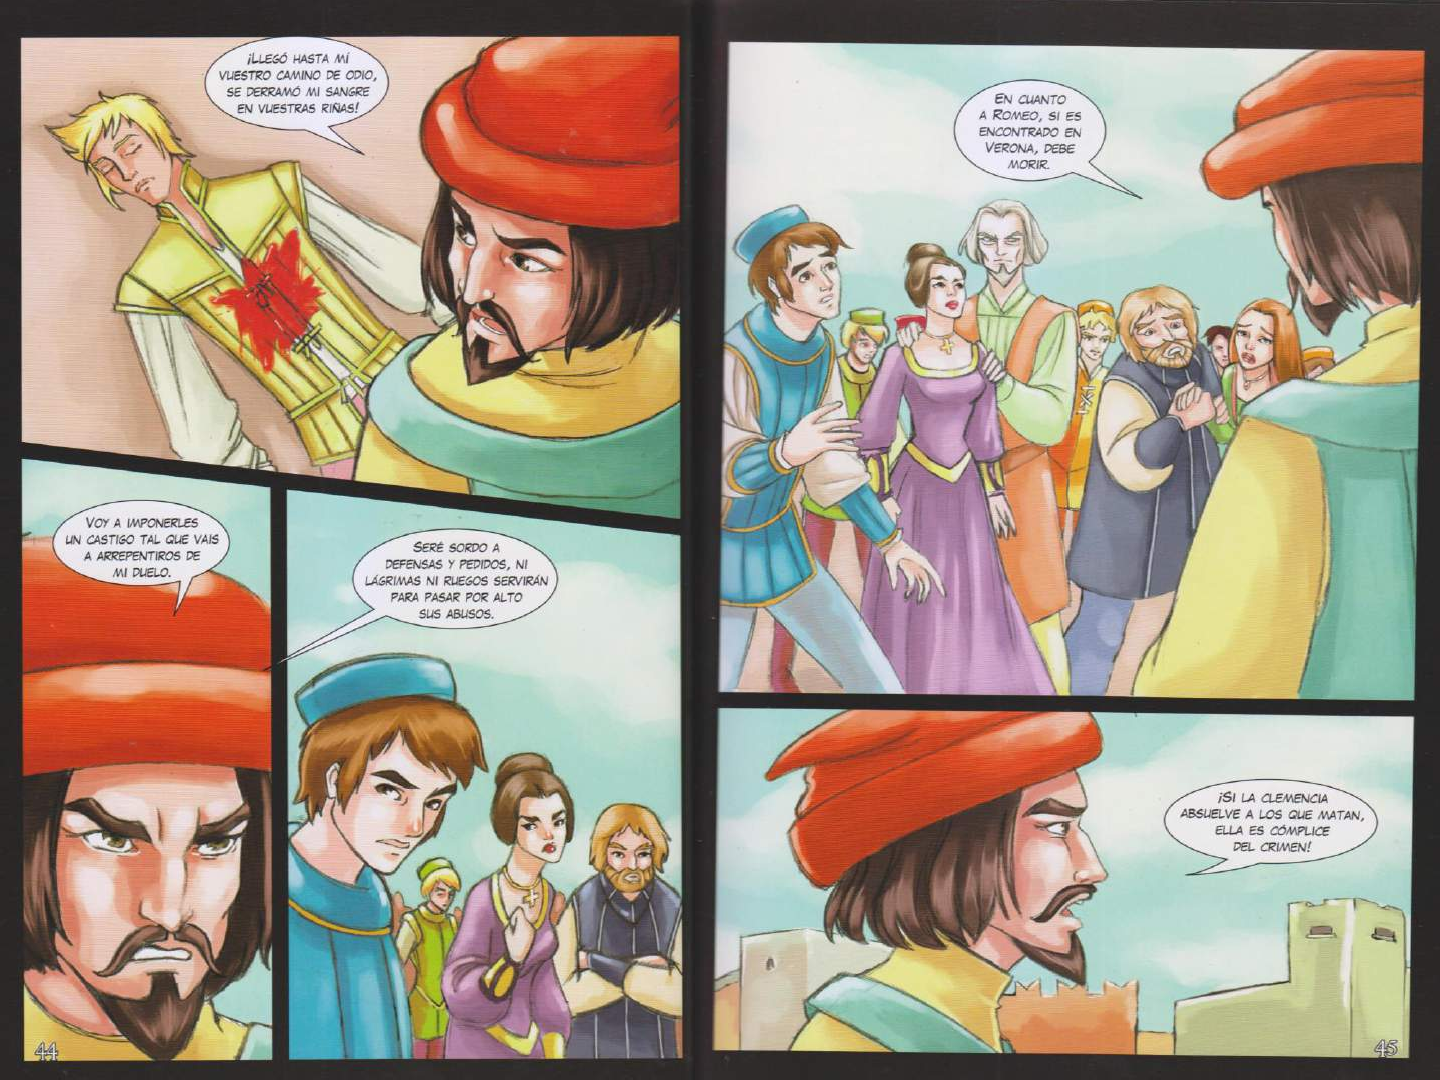 ¡LLEGÓ HASTA MÍ
VUESTRO CAMINO DE ODIO,
SE DERRAMÓ MI SANGRE
EN VUESTRAS RIÑAS!
VOY A IMPONERLES
UN CASTIGO TAL QUE VAIS
A ARREPENTIROS DE
MI DUELO.
SERÉ SORDO A
DEFENSAS Y PEDIDOS, NI
LÁGRIMAS NI RUEGOS SERVIRÁN
PARA PASAR POR ALTO
SUS ABUSOS.
44
EN CUANTO
A ROMEO, SI ES
ENCONTRADO EN
VERONA, DEBE
MORIR.
¡SI LA CLEMENCIA
ABSUELVE A LOS QUE MATAN,
ELLA ES CÓMPLICE
DEL CRIMEN!
45